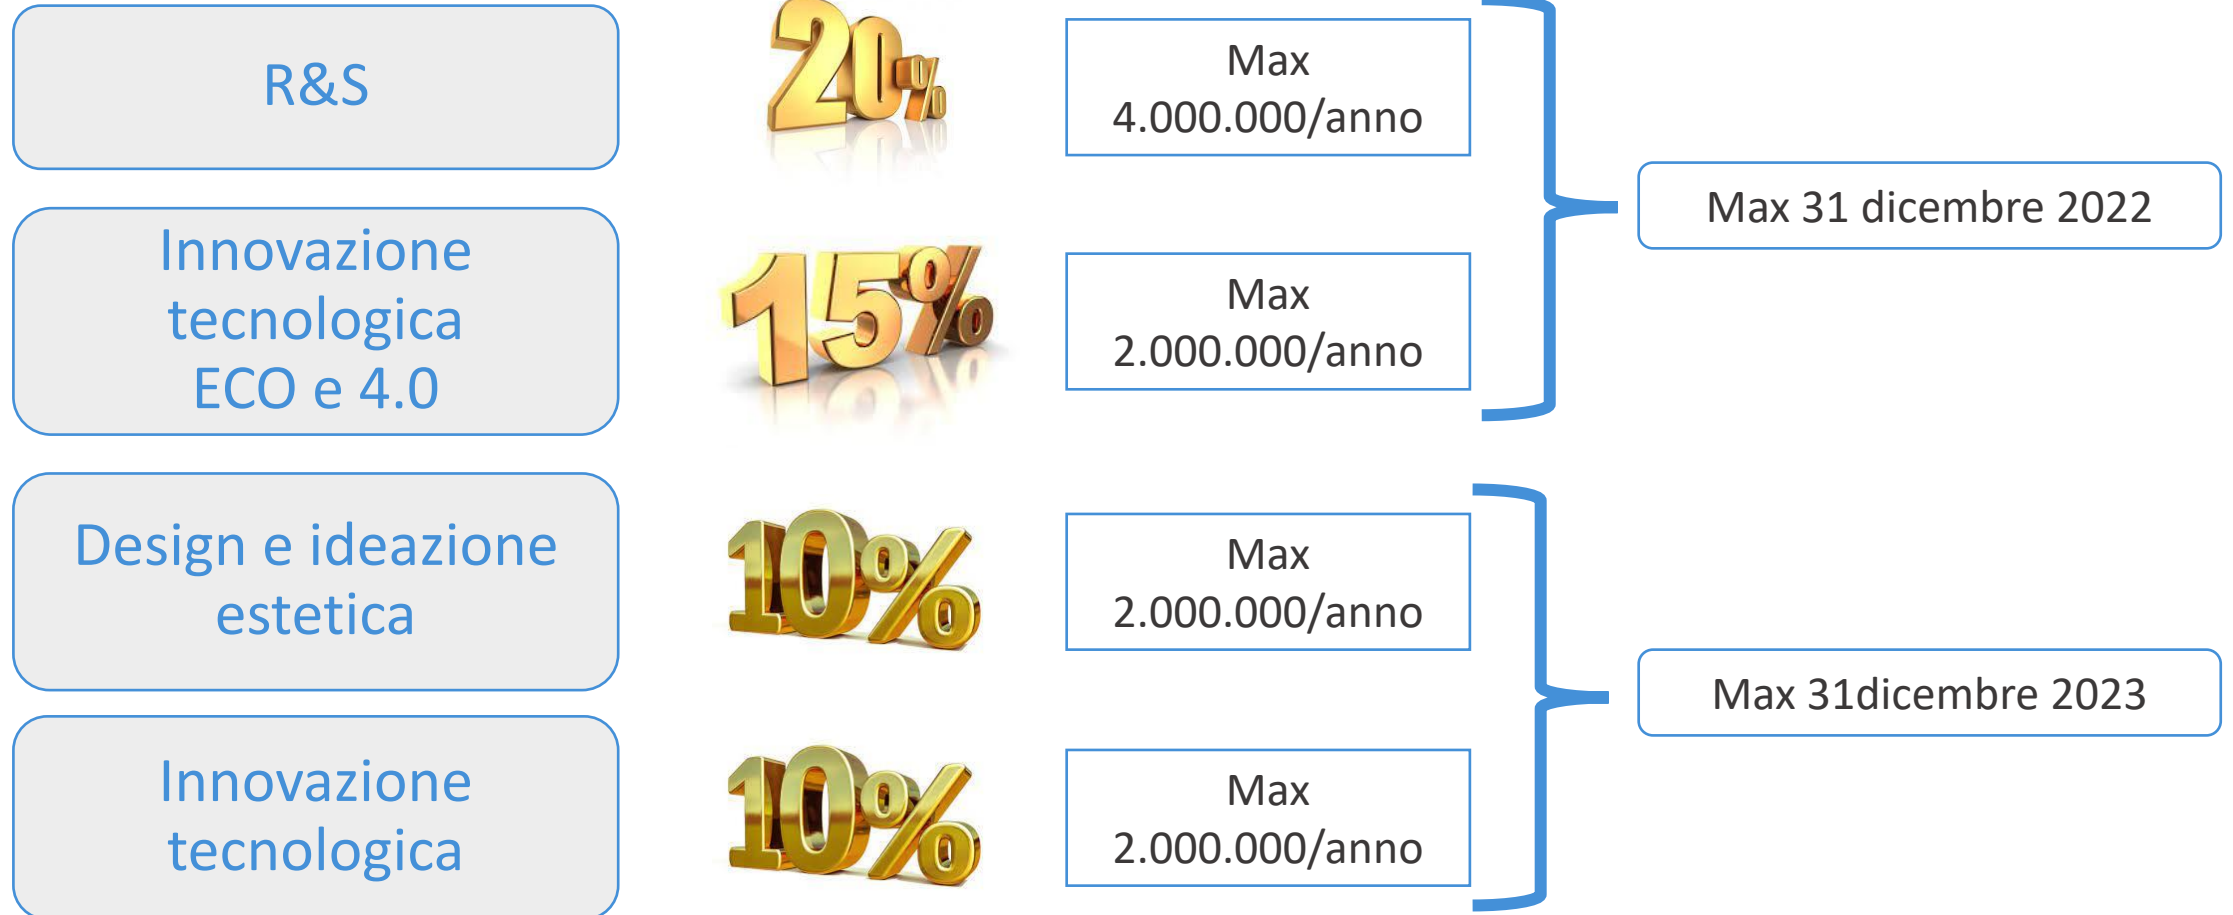 R&S
20%
Max
4.000.000/anno
Innovazione
tecnologica
ECO e 4.0
15%
Max
2.000.000/anno
Max 31 dicembre 2022
Design e ideazione
estetica
10%
Max
2.000.000/anno
Innovazione
tecnologica
10%
Max
2.000.000/anno
Max 31dicembre 2023